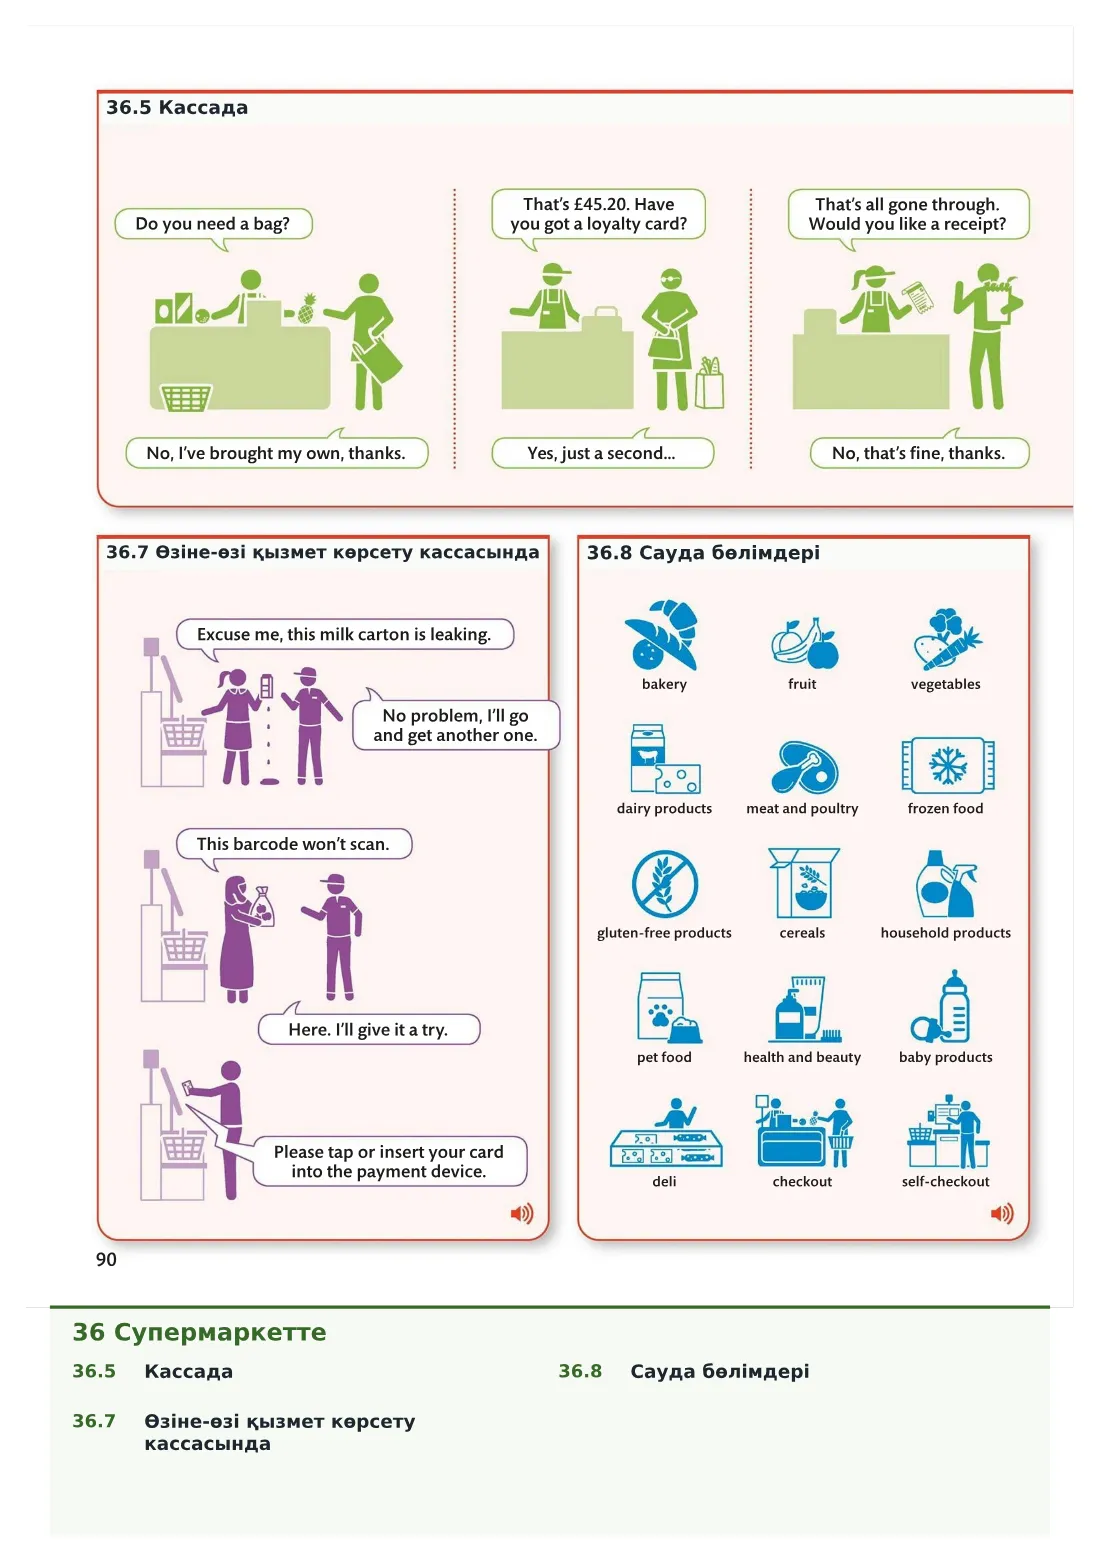 36.5 Кассада
Do you need a bag?
No, I've brought my own, thanks.
That's £45.20. Have
you got a loyalty card?
Yes, just a second...
That's all gone through.
Would you like a receipt?
No, that's fine, thanks.
36.7 Өзіне-өзі қызмет көрсету кассасында
Excuse me, this milk carton is leaking.
No problem, I'll go
and get another one.
This barcode won't scan.
Here. I'll give it a try.
Please tap or insert your card
into the payment device.
36.8 Сауда бөлімдері
bakery
fruit
vegetables
dairy products
meat and poultry
frozen food
gluten-free products
cereals
household products
pet food
health and beauty
baby products
deli
checkout
self-checkout
90
36 Супермаркетте
36.5 Кассада
36.7 Өзіне-өзі қызмет көрсету
кассасында
36.8 Сауда бөлімдері